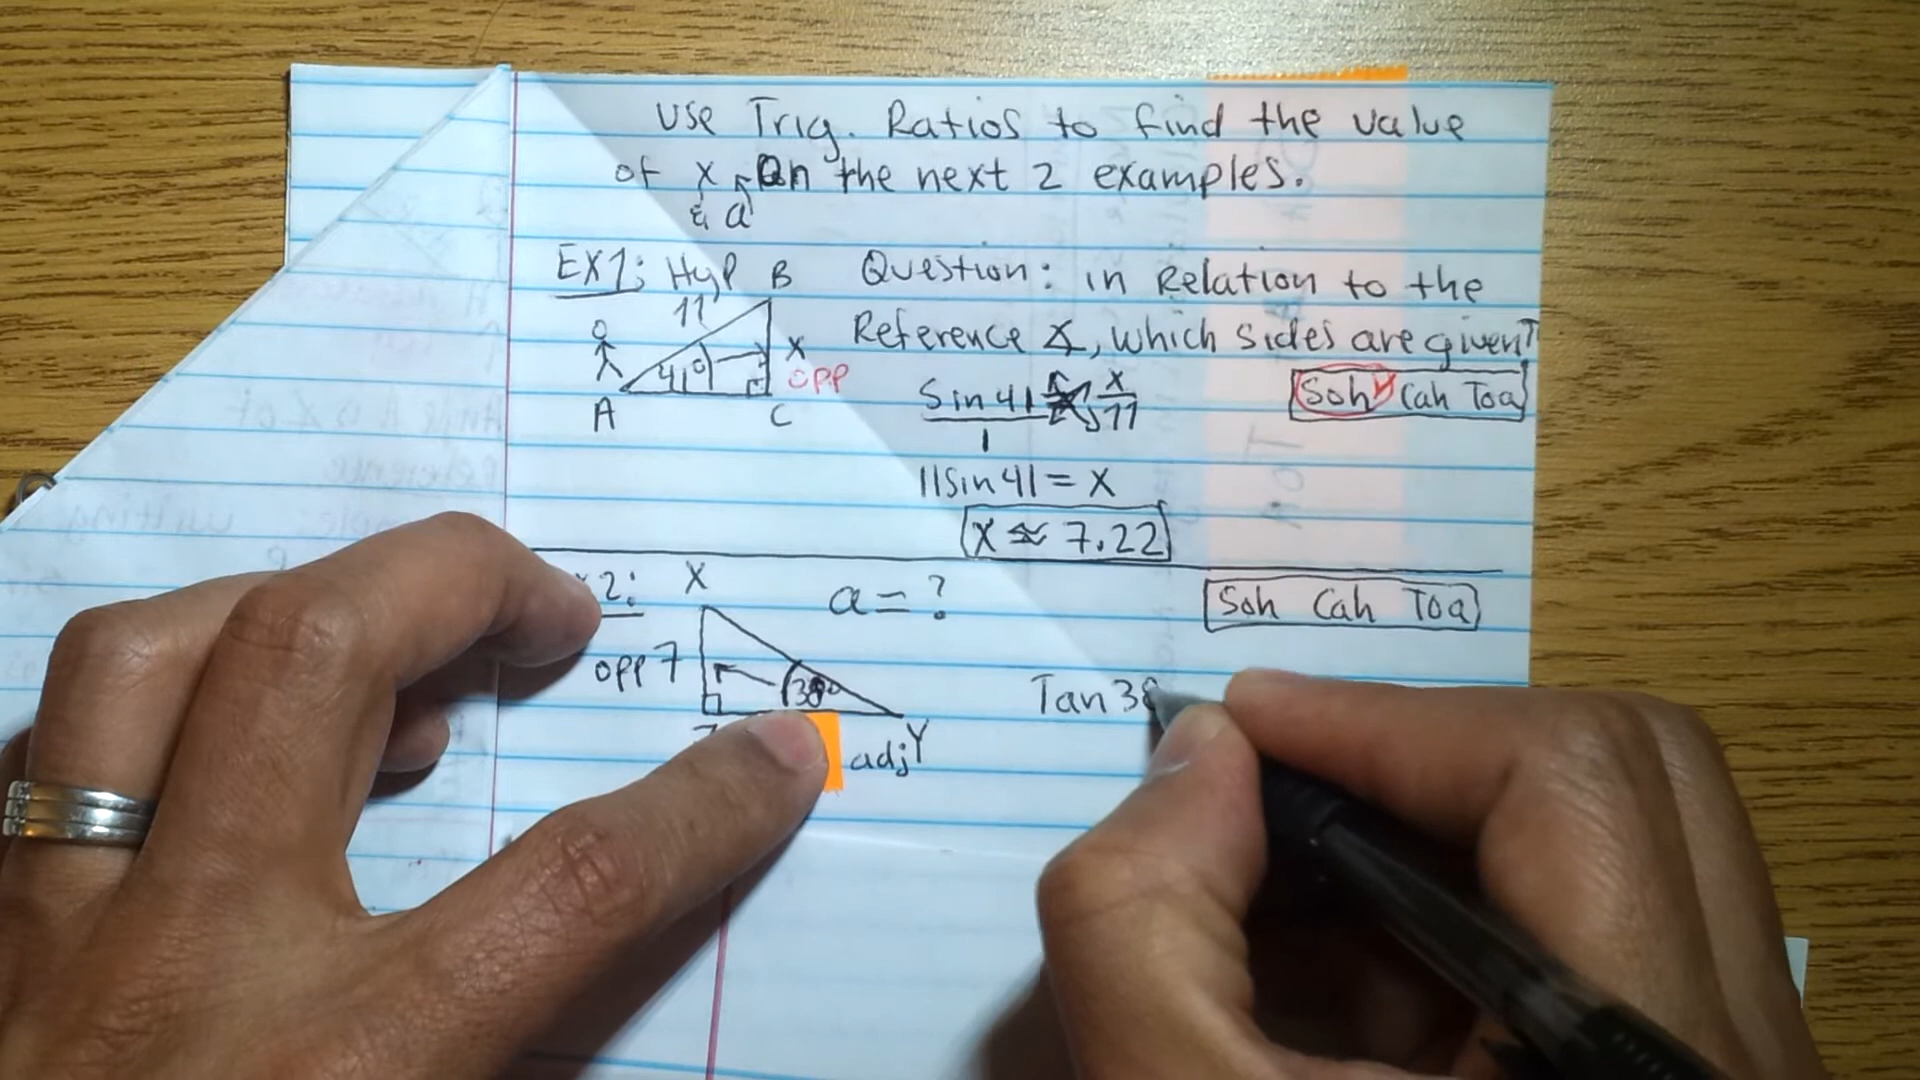 Use Trig. Ratios to find the value
of x & a on the next 2 examples.
EX1: Hyp B
11
41°
x
opp
A
C
Question: in Relation to the
Reference ∡, which sides are given?
Sin 41 = x/11
1
Soh Cah Toa
11 Sin 41 = x
x ≈ 7.22
2:
X
a = ?
Soh Cah Toa
opp 7
38°
adj Y
Tan 38